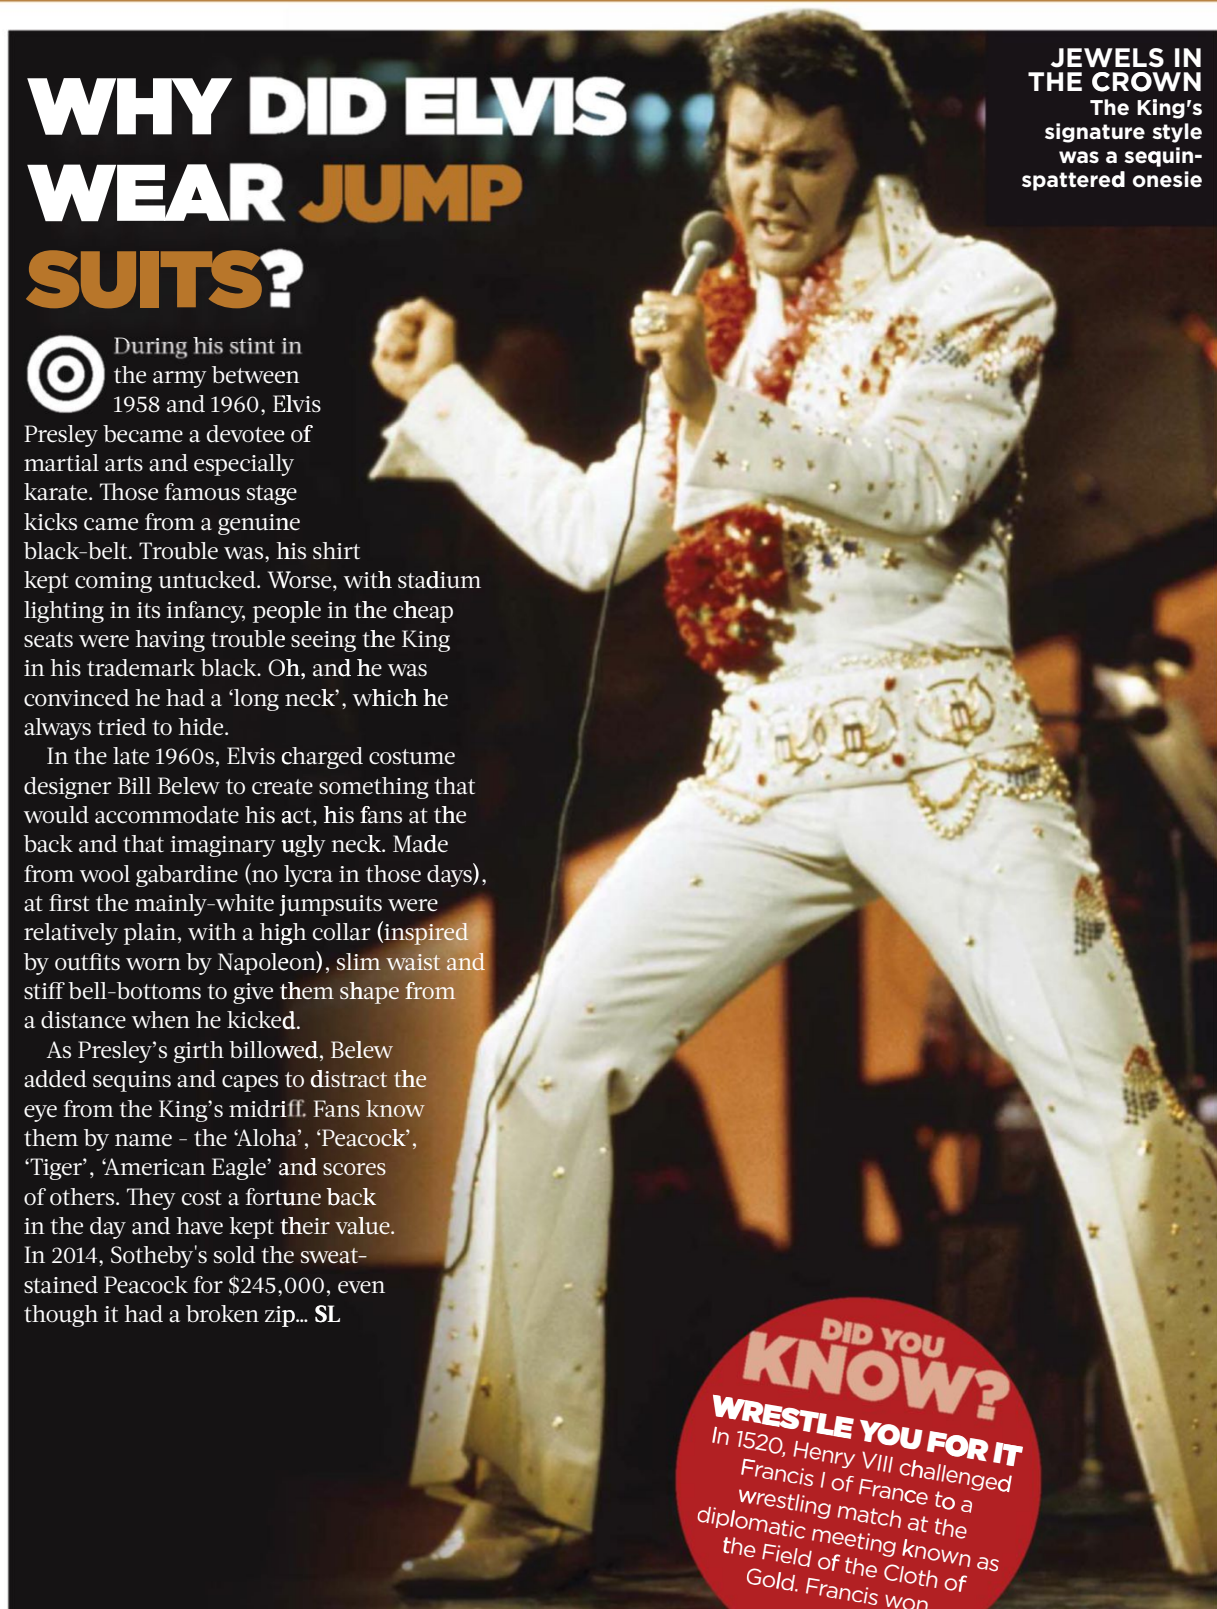 WHY DID ELVIS
WEAR JUMP
SUITS?
During his stint in
the army between
1958 and 1960, Elvis
Presley became a devotee of
martial arts and especially
karate. Those famous stage
kicks came from a genuine
black-belt. Trouble was, his shirt
kept coming untucked. Worse, with stadium
lighting in its infancy, people in the cheap
seats were having trouble seeing the King
in his trademark black. Oh, and he was
convinced he had a ‘long neck’, which he
always tried to hide.
In the late 1960s, Elvis charged costume
designer Bill Belew to create something that
would accommodate his act, his fans at the
back and that imaginary ugly neck. Made
from wool gabardine (no lycra in those days),
at first the mainly-white jumpsuits were
relatively plain, with a high collar (inspired
by outfits worn by Napoleon), slim waist and
stiff bell-bottoms to give them shape from
a distance when he kicked.
As Presley’s girth billowed, Belew
added sequins and capes to distract the
eye from the King’s midriff. Fans know
them by name – the ‘Aloha’, ‘Peacock’,
‘Tiger’, ‘American Eagle’ and scores
of others. They cost a fortune back
in the day and have kept their value.
In 2014, Sotheby's sold the sweat-
stained Peacock for $245,000, even
though it had a broken zip... SL
JEWELS IN
THE CROWN
The King's
signature style
was a sequin-
spattered onesie
DID YOU
KNOW?
WRESTLE YOU FOR IT
In 1520, Henry VIII challenged
Francis I of France to a
wrestling match at the
diplomatic meeting known as
the Field of the Cloth of
Gold. Francis won